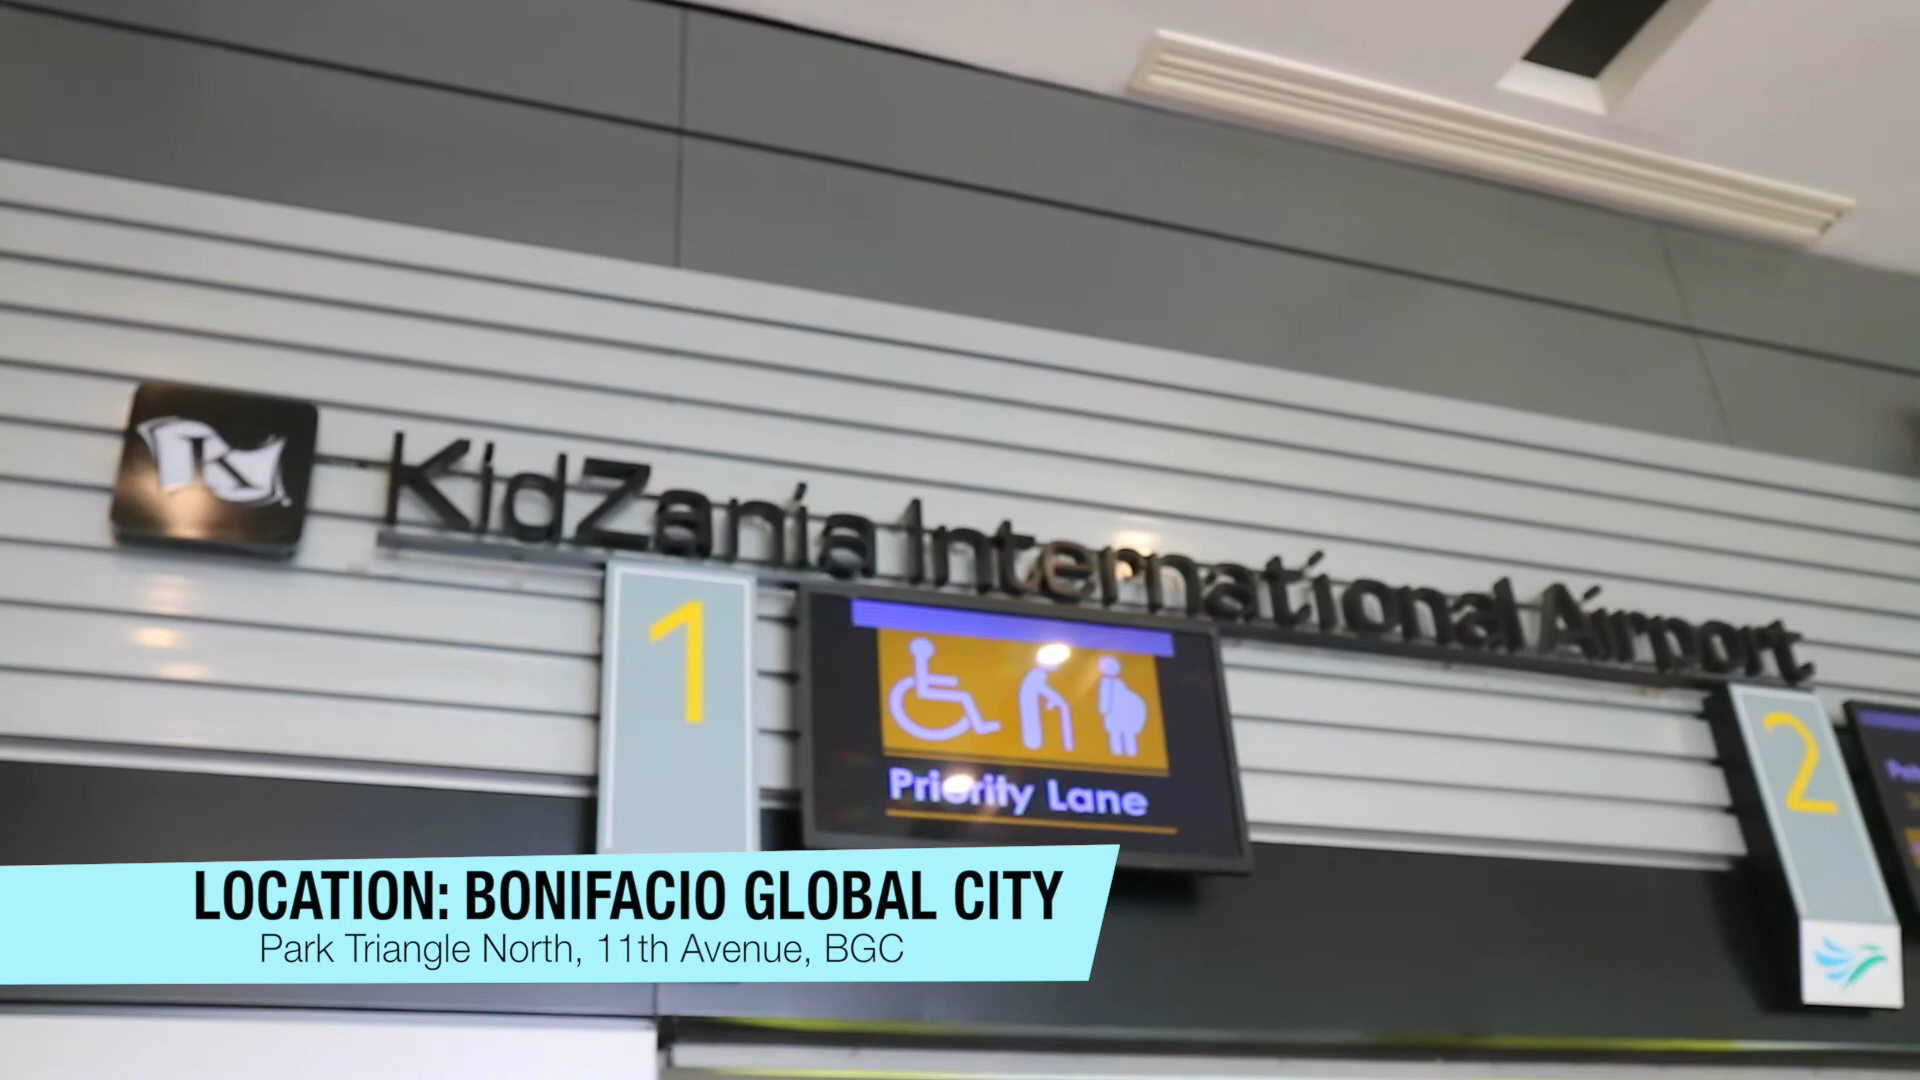 K
KidZania International Airport
1
Priority Lane
2
LOCATION: BONIFACIO GLOBAL CITY
Park Triangle North, 11th Avenue, BGC